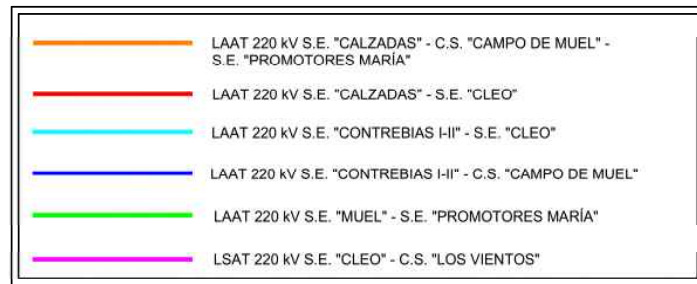 LAAT 220 kV S.E. "CALZADAS" - C.S. "CAMPO DE MUEL" -
S.E. "PROMOTORES MARÍA"
LAAT 220 kV S.E. "CALZADAS" - S.E. "CLEO"
LAAT 220 kV S.E. "CONTREBIAS I-II" - S.E. "CLEO"
LAAT 220 kV S.E. "CONTREBIAS I-II" - C.S. "CAMPO DE MUEL"
LAAT 220 kV S.E. "MUEL" - S.E. "PROMOTORES MARÍA"
LSAT 220 kV S.E. "CLEO" - C.S. "LOS VIENTOS"